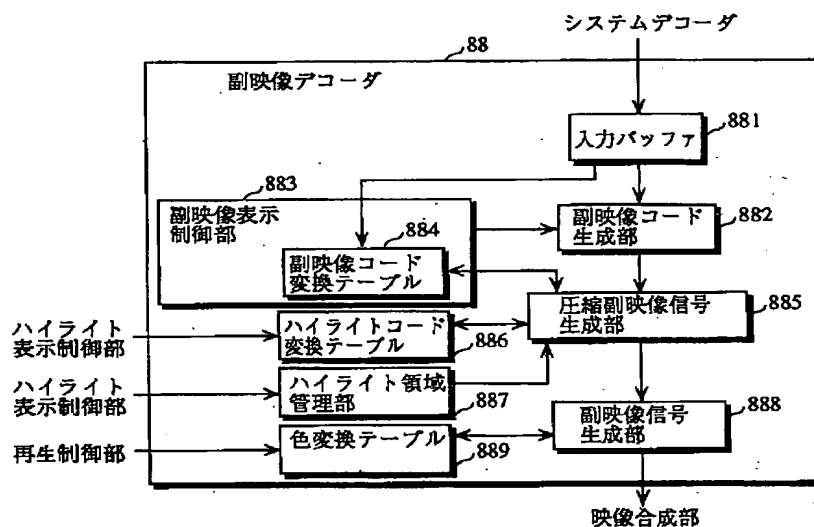 システムデコーダ
88
副映像デコーダ
入力バッファ
881
883
副映像表示
制御部
884
副映像コード
変換テーブル
副映像コード
生成部
882
圧縮副映像信号
生成部
885
ハイライト
表示制御部
ハイライトコード
変換テーブル
886
ハイライト
表示制御部
ハイライト領域
管理部
887
副映像信号
生成部
888
再生制御部
色変換テーブル
889
映像合成部